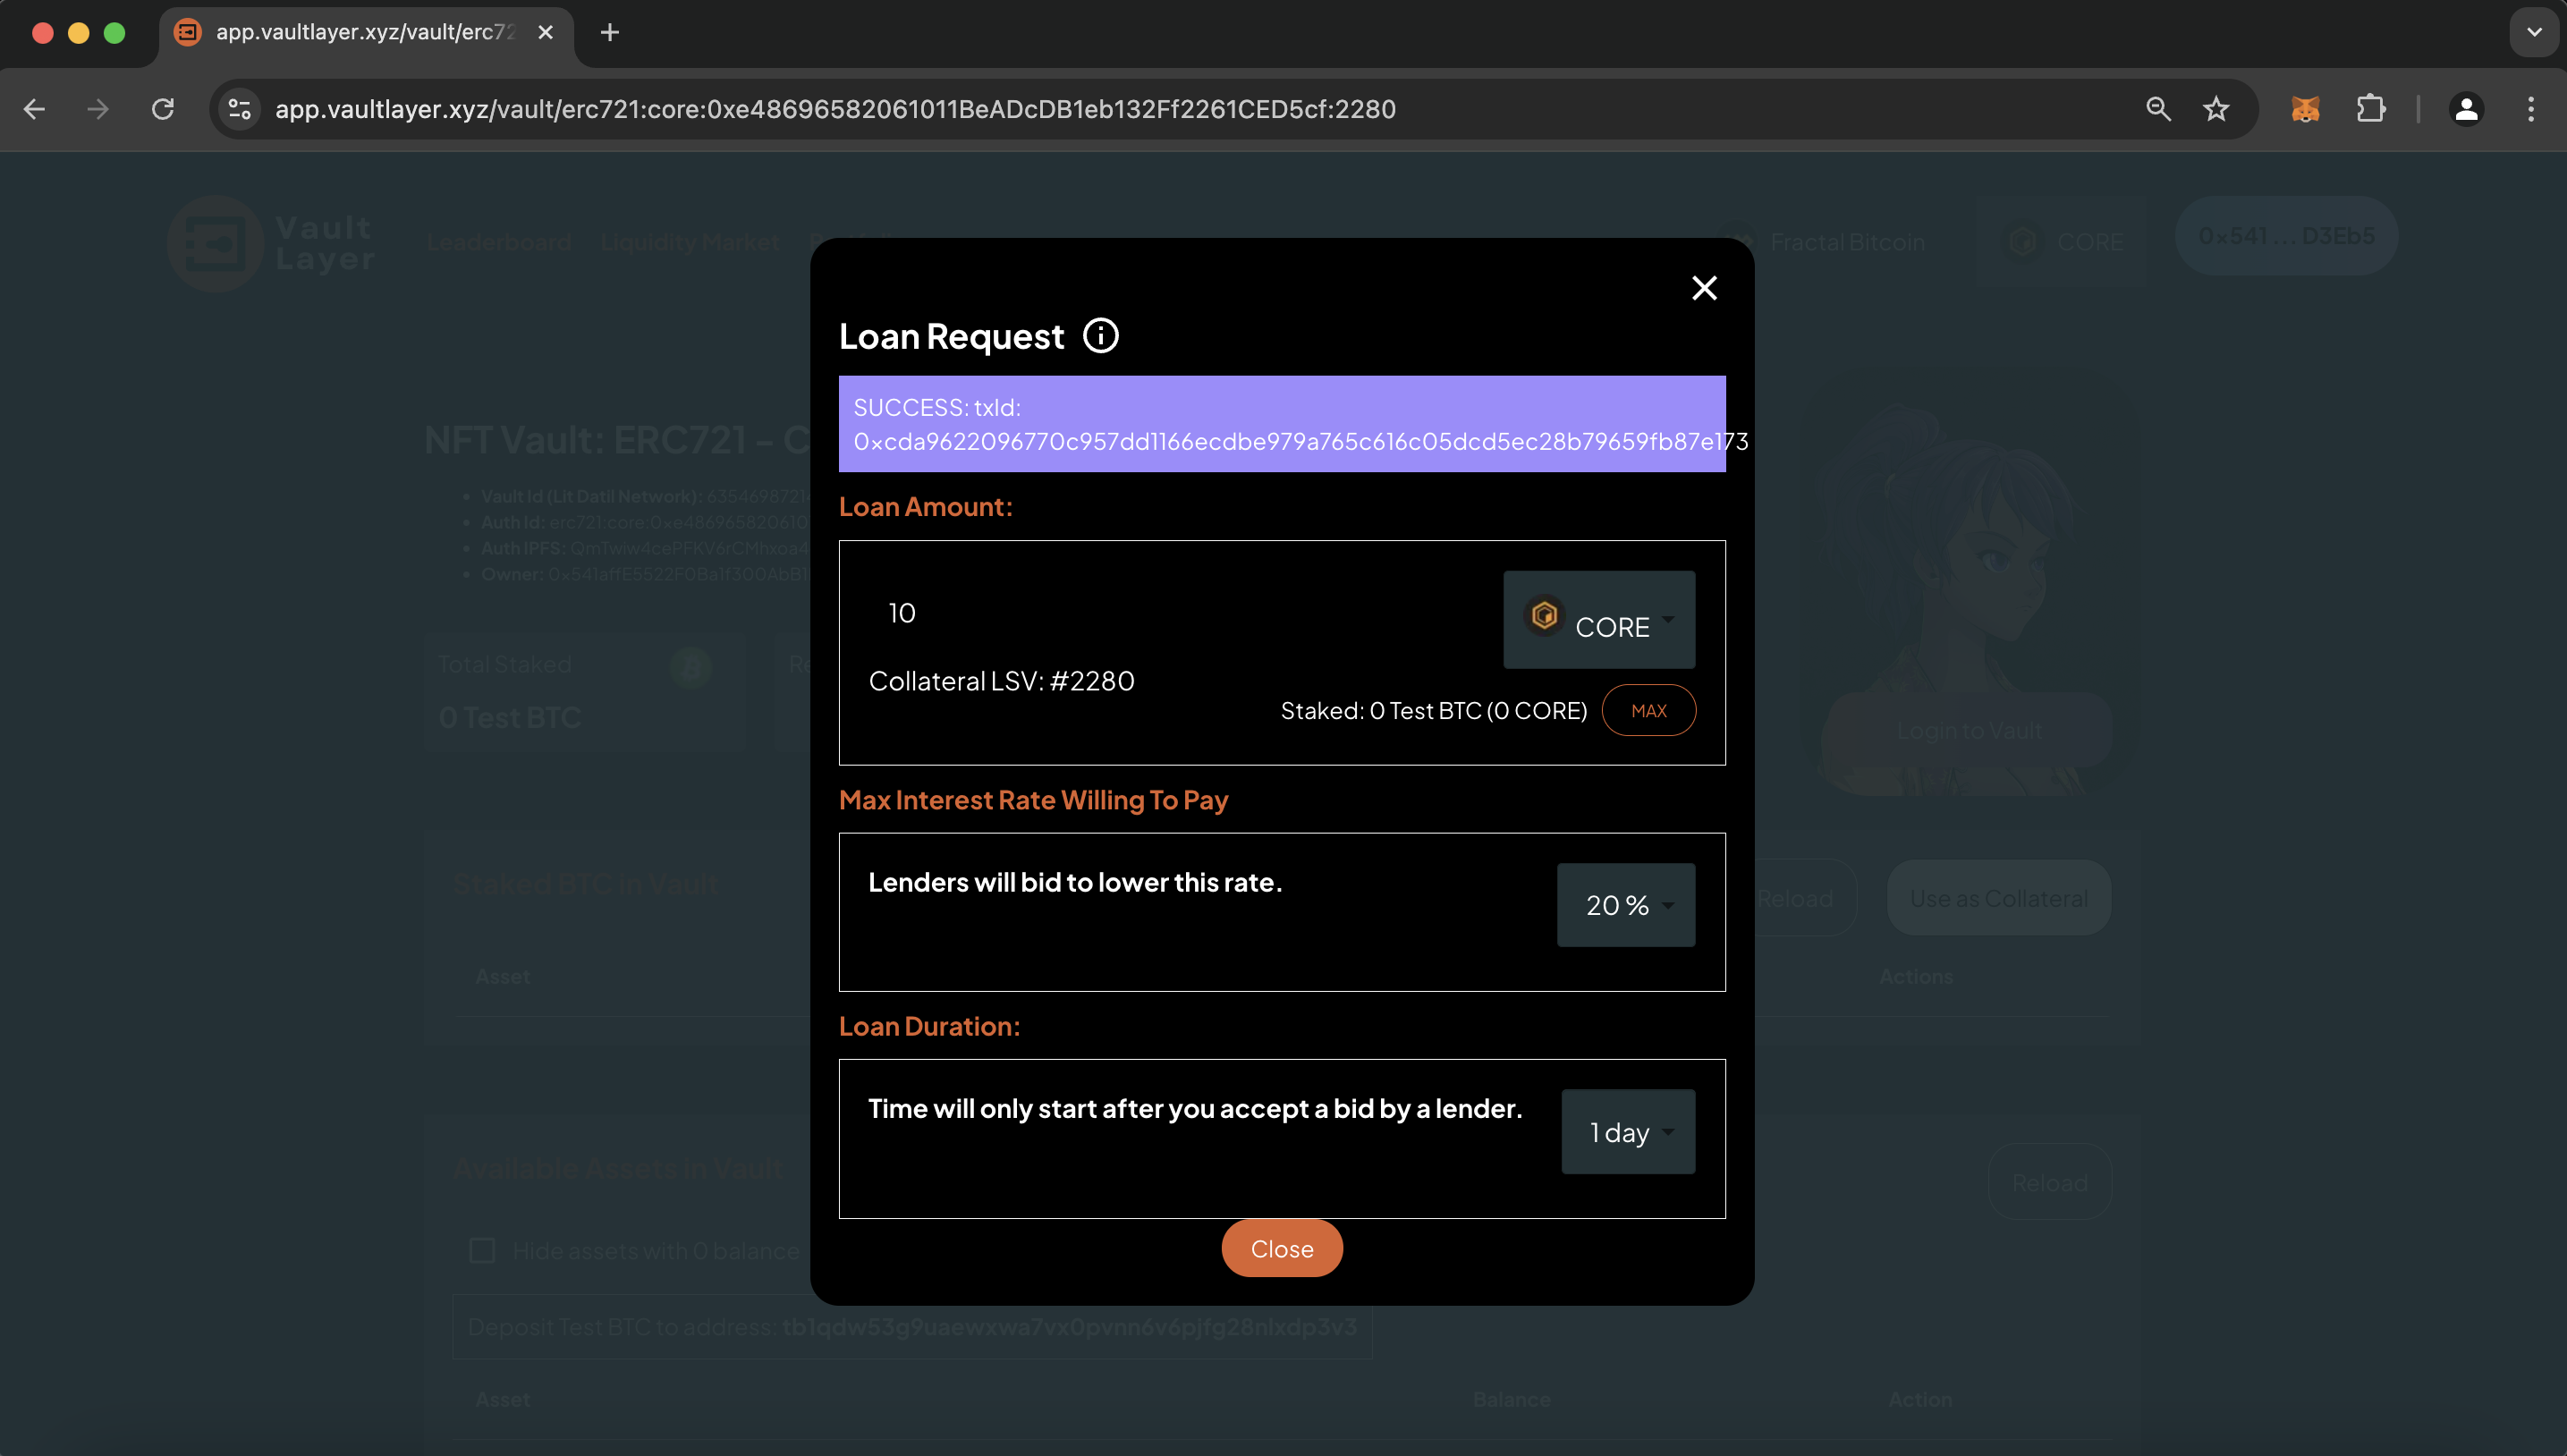 app.vaultlayer.xyz/vault/erc72
app.vaultlayer.xyz/vault/erc721:core:0xe48696582061011BeADcDB1eb132Ff2261CED5cf:2280
Vault
Layer
Leaderboard Liquidity Market
Fractal Bitcoin CORE 0x541 ... D3Eb5
Loan Request
SUCCESS: txId:
0xcda9622096770c957dd1166ecdbe979a765c616c05dcd5ec28b79659fb87e173
NFT Vault: ERC721 - C
Vault Id (Lit Datil Network):
Auth Id: erc721:core:0xe486965820610
Auth IPFS:
Owner:
Loan Amount:
10
CORE
Collateral LSV: #2280
Staked: 0 Test BTC (0 CORE) MAX
Total Staked
0 Test BTC
Login to Vault
Max Interest Rate Willing To Pay
Lenders will bid to lower this rate.
20 %
Staked BTC in Vault
Reload Use as Collateral
Asset Actions
Loan Duration:
Time will only start after you accept a bid by a lender.
1 day
Close
Available Assets in Vault
Reload
Hide assets with 0 balance
Deposit Test BTC to address: tb1qdw53g9uaewxwa7vx0pvnn6v6pjfg28nlxdp3v3
Asset Balance Action